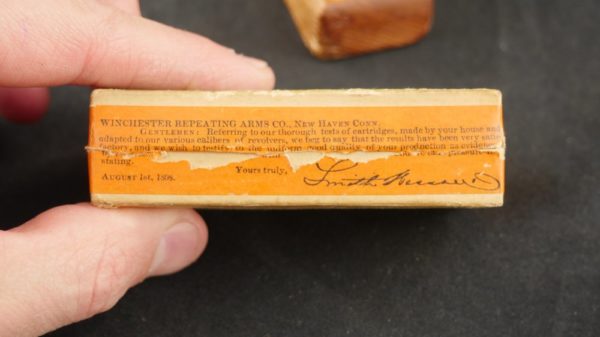 WINCHESTER REPEATING ARMS CO., NEW HAVEN CONN.
GENTLEMEN: Referring to our thorough tests of cartridges, made by your house and
adapted to our various calibers of revolvers, we beg to say that the results have been very satis
factory, and we wish to testify to the uniform good quality of your production as evidenc
stating.
Yours truly,
AUGUST 1st, 1898.
Smith & Wesson